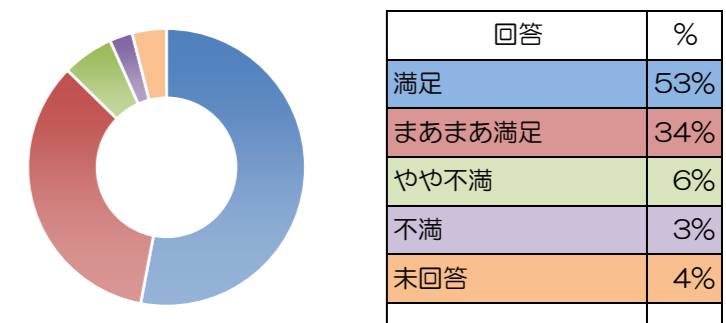 回答 %
満足 53%
まあまあ満足 34%
やや不満 6%
不満 3%
未回答 4%